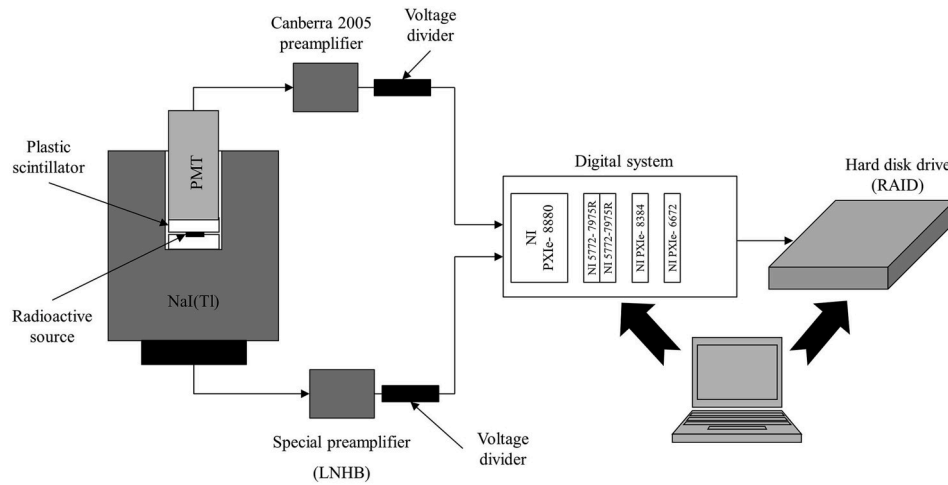 Canberra 2005
preamplifier
Voltage
divider
Plastic
scintillator
PMT
Radioactive
source
NaI(Tl)
Digital system
NI
PXIe- 8880
NI 5772- 7975R
NI 5772-7975R
NI PXIe- 8384
NI PXIe- 6672
Hard disk drive
(RAID)
Special preamplifier
(LNHB)
Voltage
divider